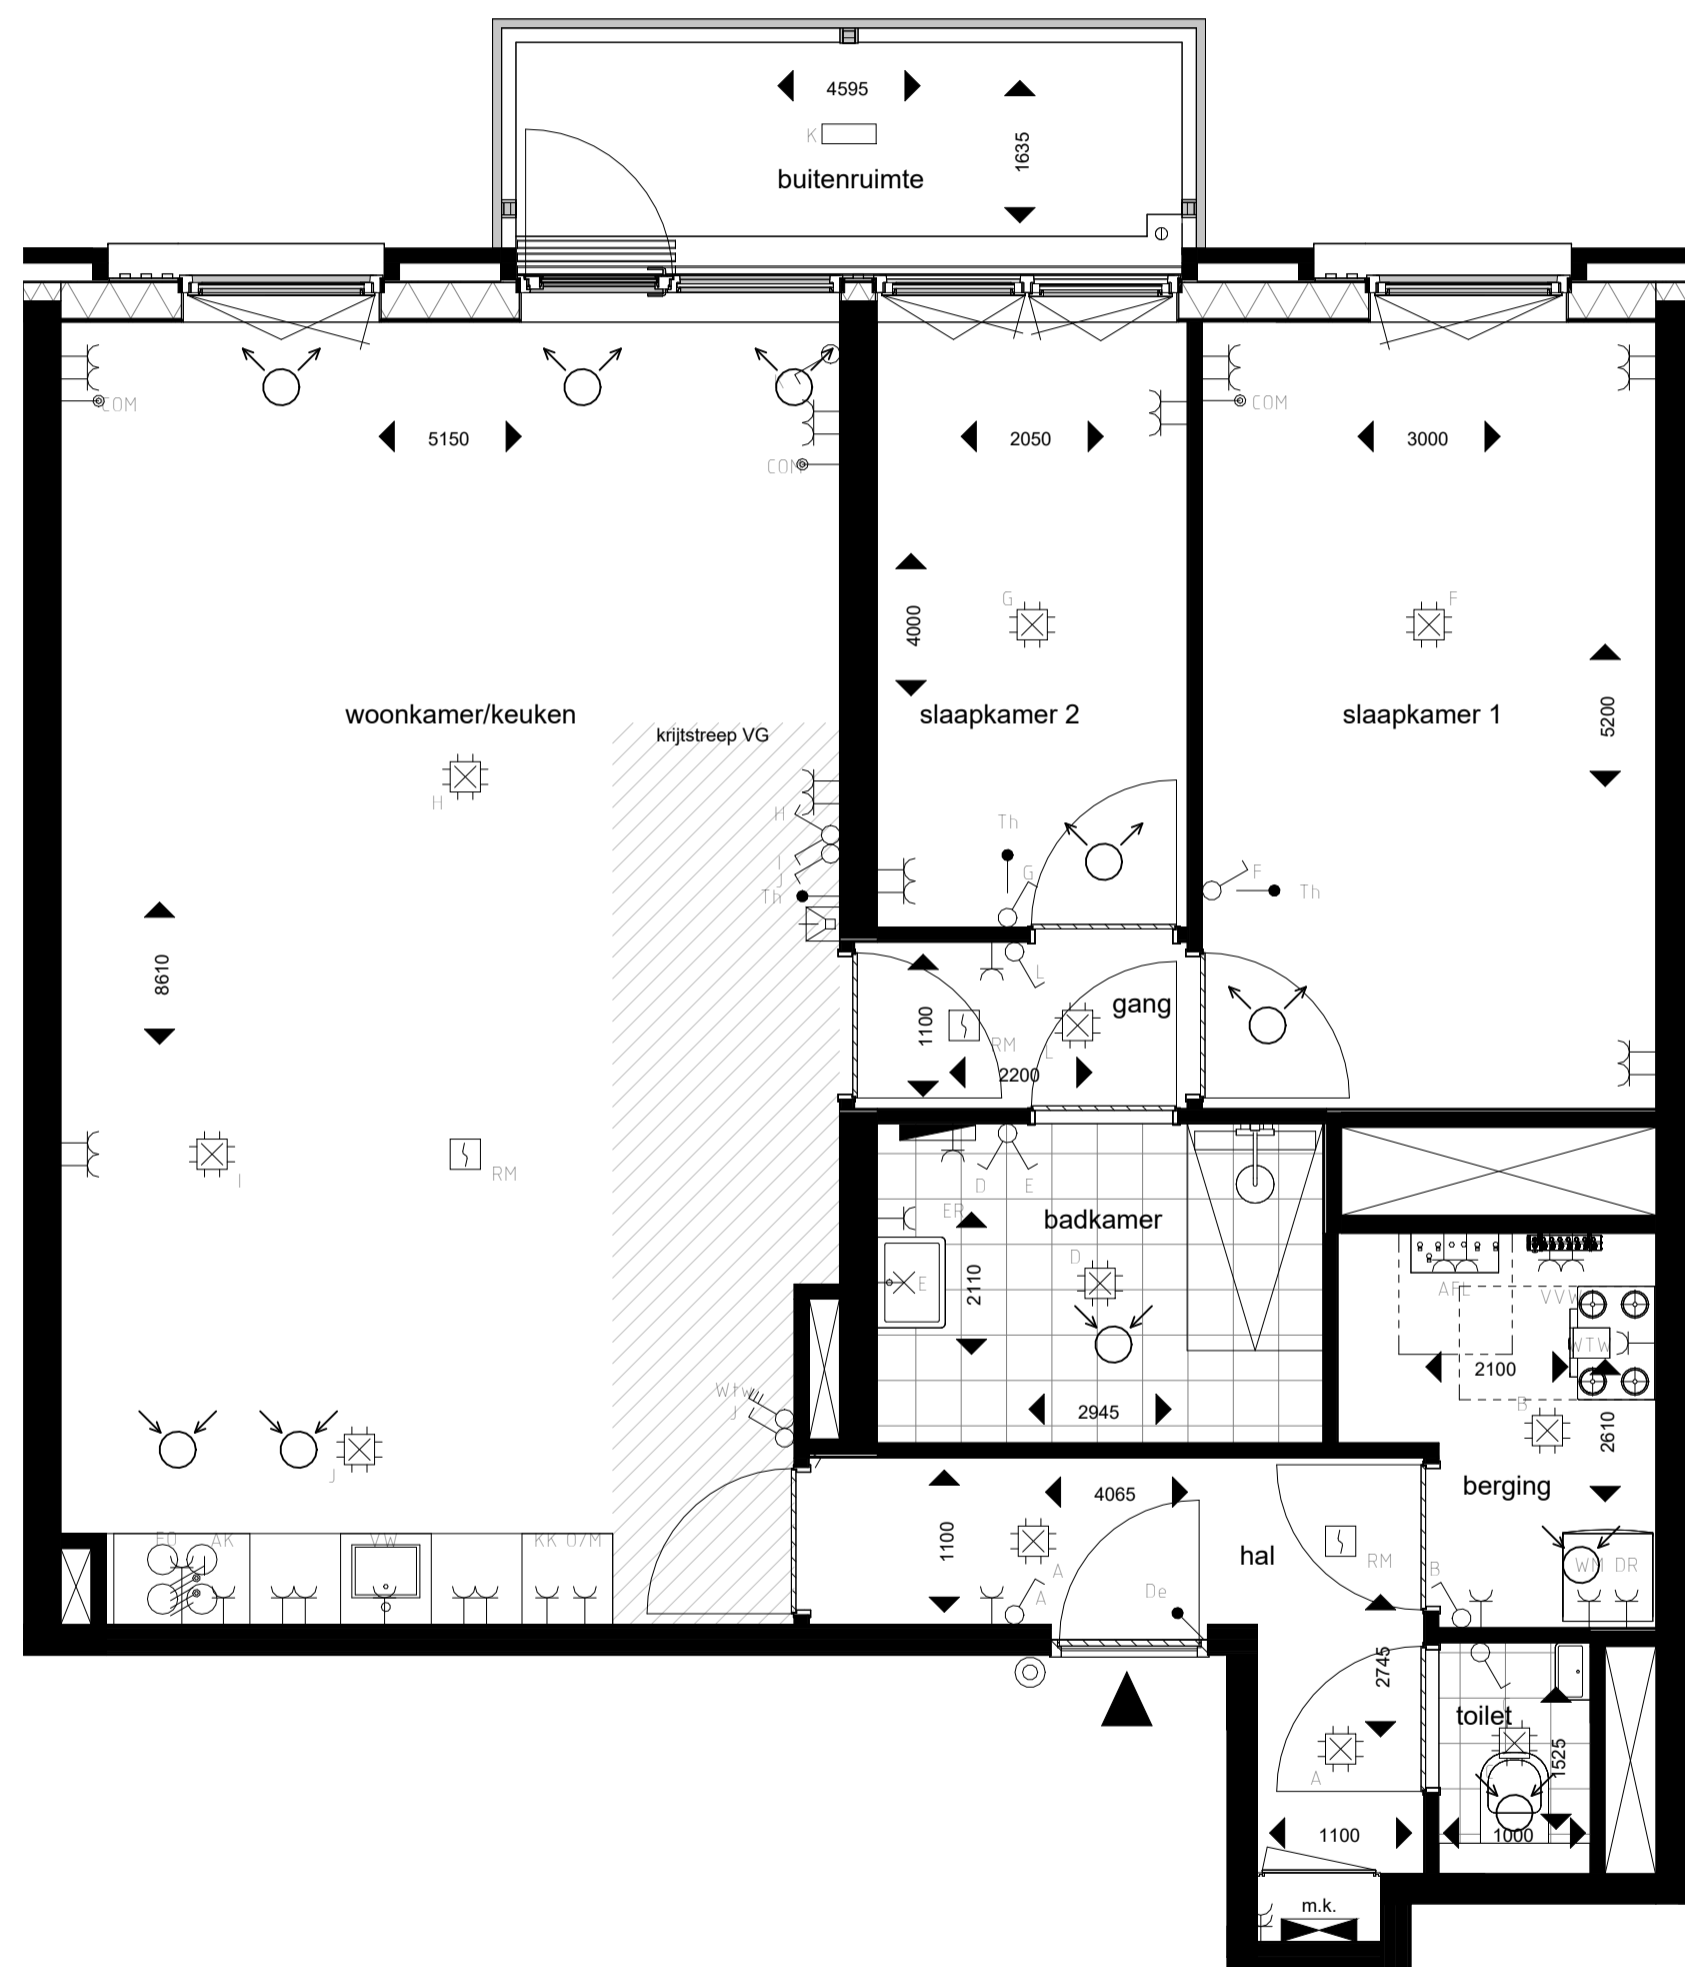 4595
K
1635
buitenruimte
COM
5150
COM
2050
COM
3000
G
F
4000
woonkamer/keuken
slaapkamer 2
slaapkamer 1
5200
krijtstreep VG
H
H
I
J
Th
Th
G
F
Th
8610
1100
L
gang
RM
L
2200
I
RM
D
E
ER
badkamer
D
E
2110
AFL
VVW
WTW
2100
2945
B
2610
Wtw
J
J
berging
4065
1100
hal
RM
A
A
De
B
WM DR
EO
AK
VW
KK O/M
2745
toilet
1525
A
1100
1000
m.k.